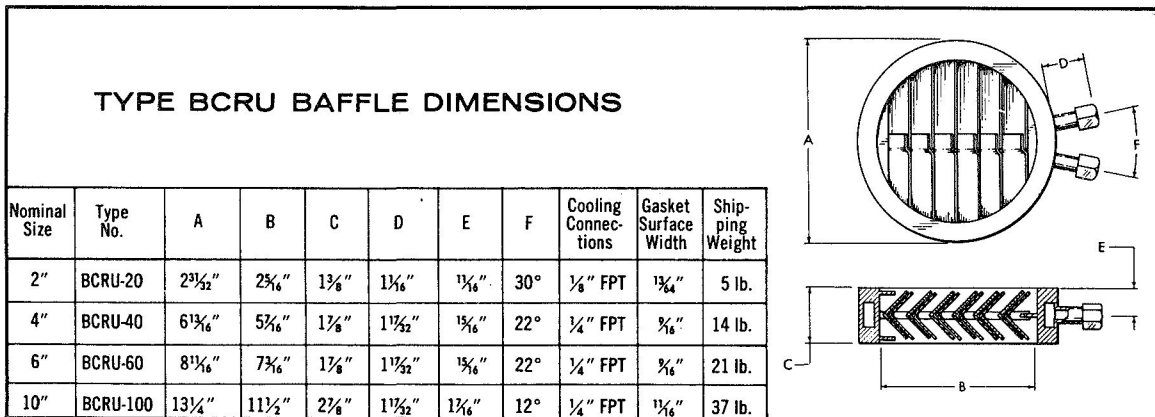 TYPE BCRU BAFFLE DIMENSIONS
Nominal Size Type No. A B C D E F Cooling Connec-tions Gasket Surface Width Ship-ping Weight
2" BCRU-20 2 31/32" 2 5/16" 1 3/8" 1 1/16" 11/16" 30° 1/8" FPT 13/64" 5 lb.
4" BCRU-40 6 13/16" 5 7/16" 1 7/8" 1 17/32" 15/16" 22° 1/4" FPT 9/16" 14 lb.
6" BCRU-60 8 11/16" 7 3/16" 1 7/8" 1 17/32" 15/16" 22° 1/4" FPT 9/16" 21 lb.
10" BCRU-100 13 1/4" 11 1/2" 2 7/8" 1 17/32" 1 7/16" 12° 1/4" FPT 11/16" 37 lb.
D
A
F
E
C
B